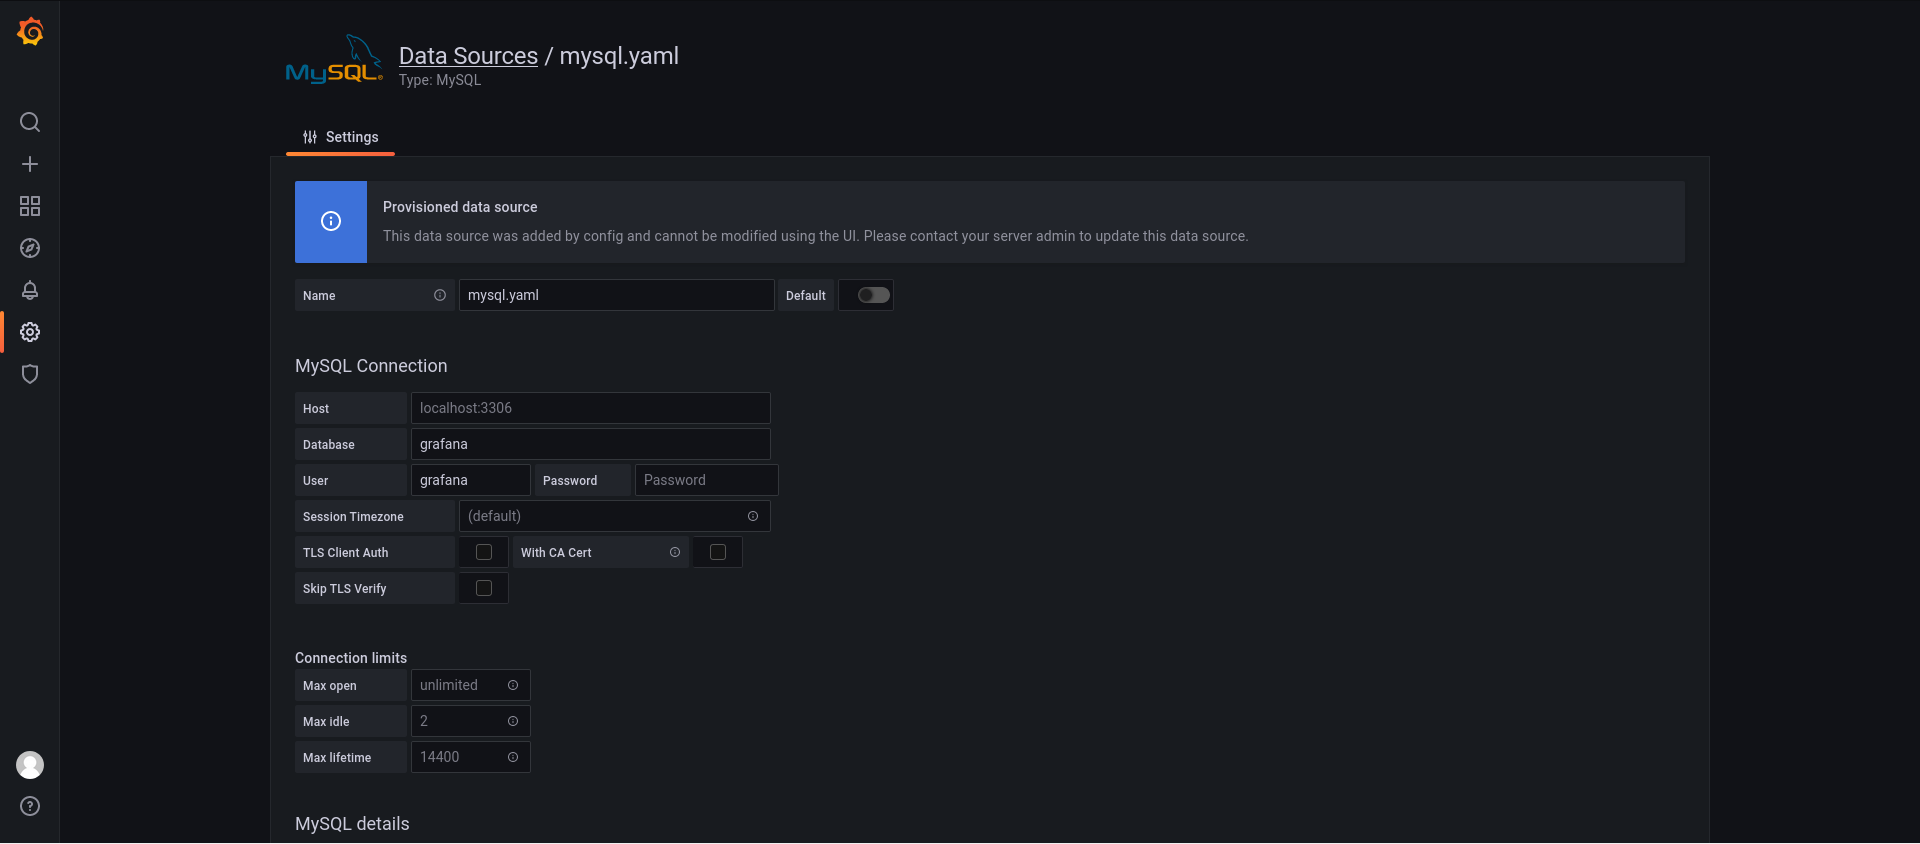 MySQL®
Data Sources / mysql.yaml
Type: MySQL
Settings
Provisioned data source
This data source was added by config and cannot be modified using the UI. Please contact your server admin to update this data source.
Name mysql.yaml Default
MySQL Connection
Host localhost:3306
Database grafana
User grafana Password Password
Session Timezone (default)
TLS Client Auth With CA Cert
Skip TLS Verify
Connection limits
Max open unlimited
Max idle 2
Max lifetime 14400
MySQL details